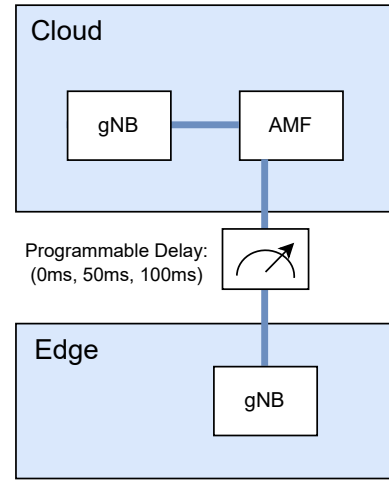 Cloud
gNB
AMF
Programmable Delay:
(0ms, 50ms, 100ms)
Edge
gNB